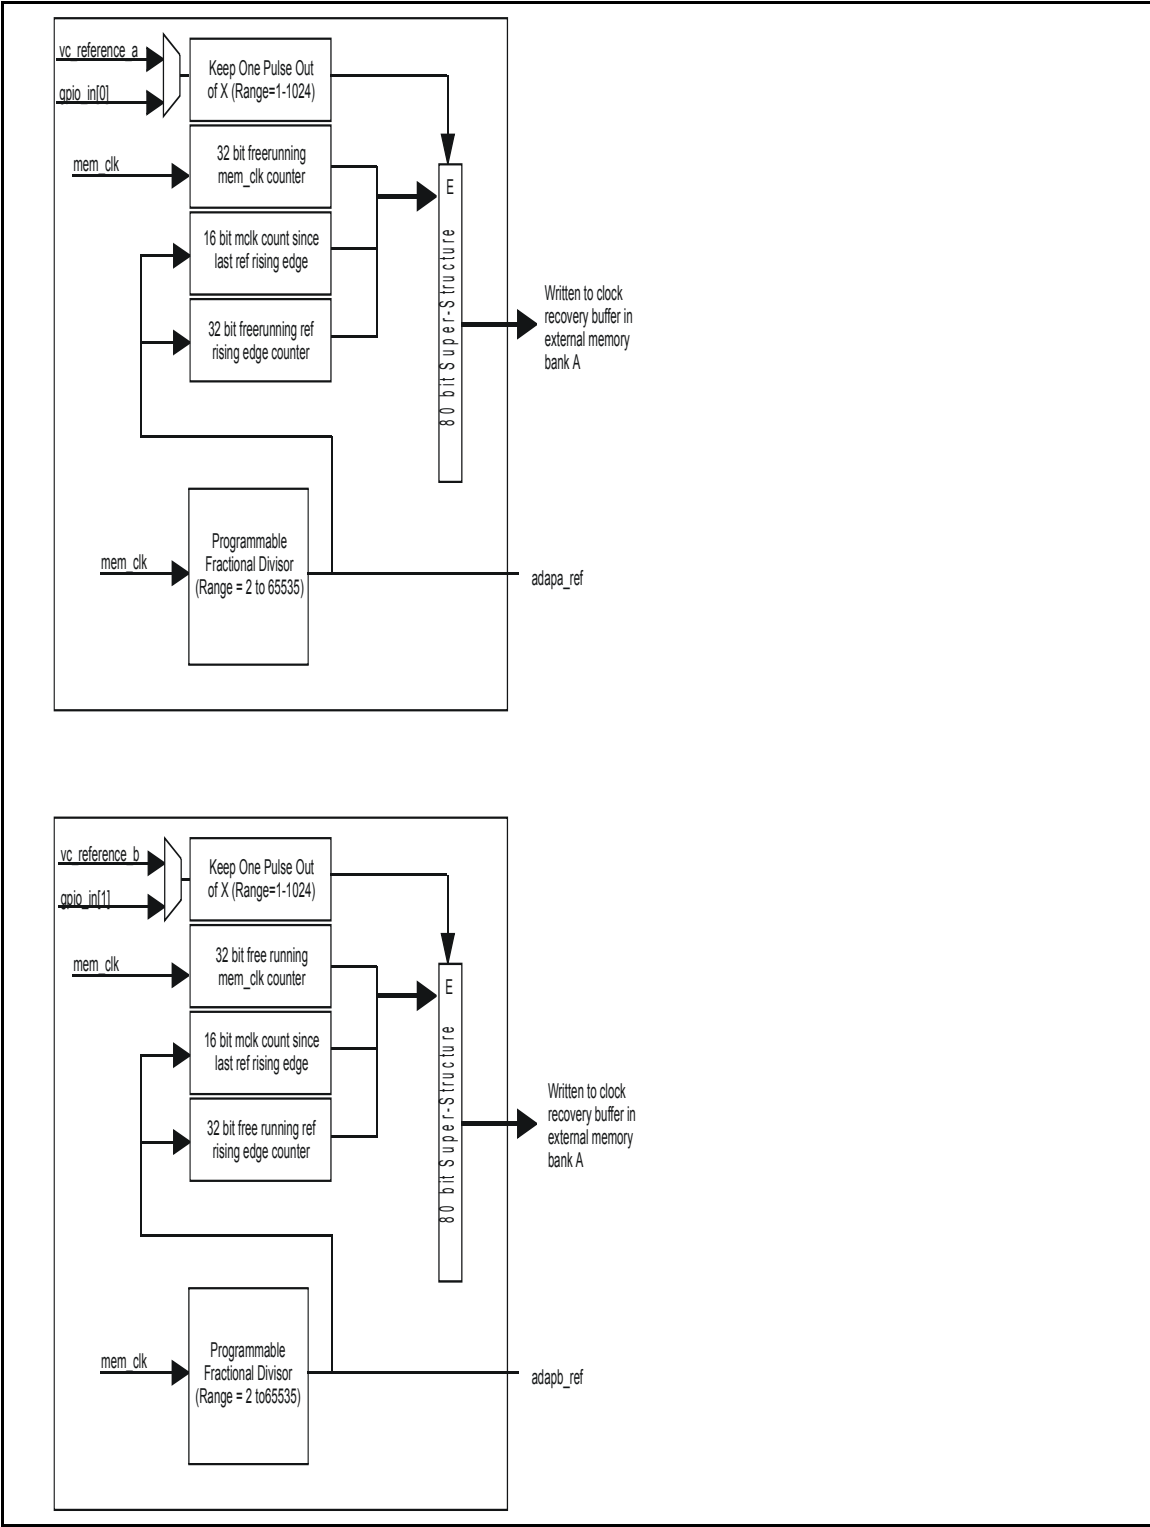 vc_reference_a
gpio_in[0]
Keep One Pulse Out
of X (Range=1-1024)
mem_clk
32 bit freerunning
mem_clk counter
E
16 bit mclk count since
last ref rising edge
32 bit freerunning ref
rising edge counter
80 bit Super-Structure
Written to clock
recovery buffer in
external memory
bank A
mem_clk
Programmable
Fractional Divisor
(Range = 2 to 65535)
adapa_ref
vc_reference_b
gpio_in[1]
Keep One Pulse Out
of X (Range=1-1024)
mem_clk
32 bit free running
mem_clk counter
E
16 bit mclk count since
last ref rising edge
32 bit free running ref
rising edge counter
80 bit Super-Structure
Written to clock
recovery buffer in
external memory
bank A
mem_clk
Programmable
Fractional Divisor
(Range = 2 to65535)
adapb_ref